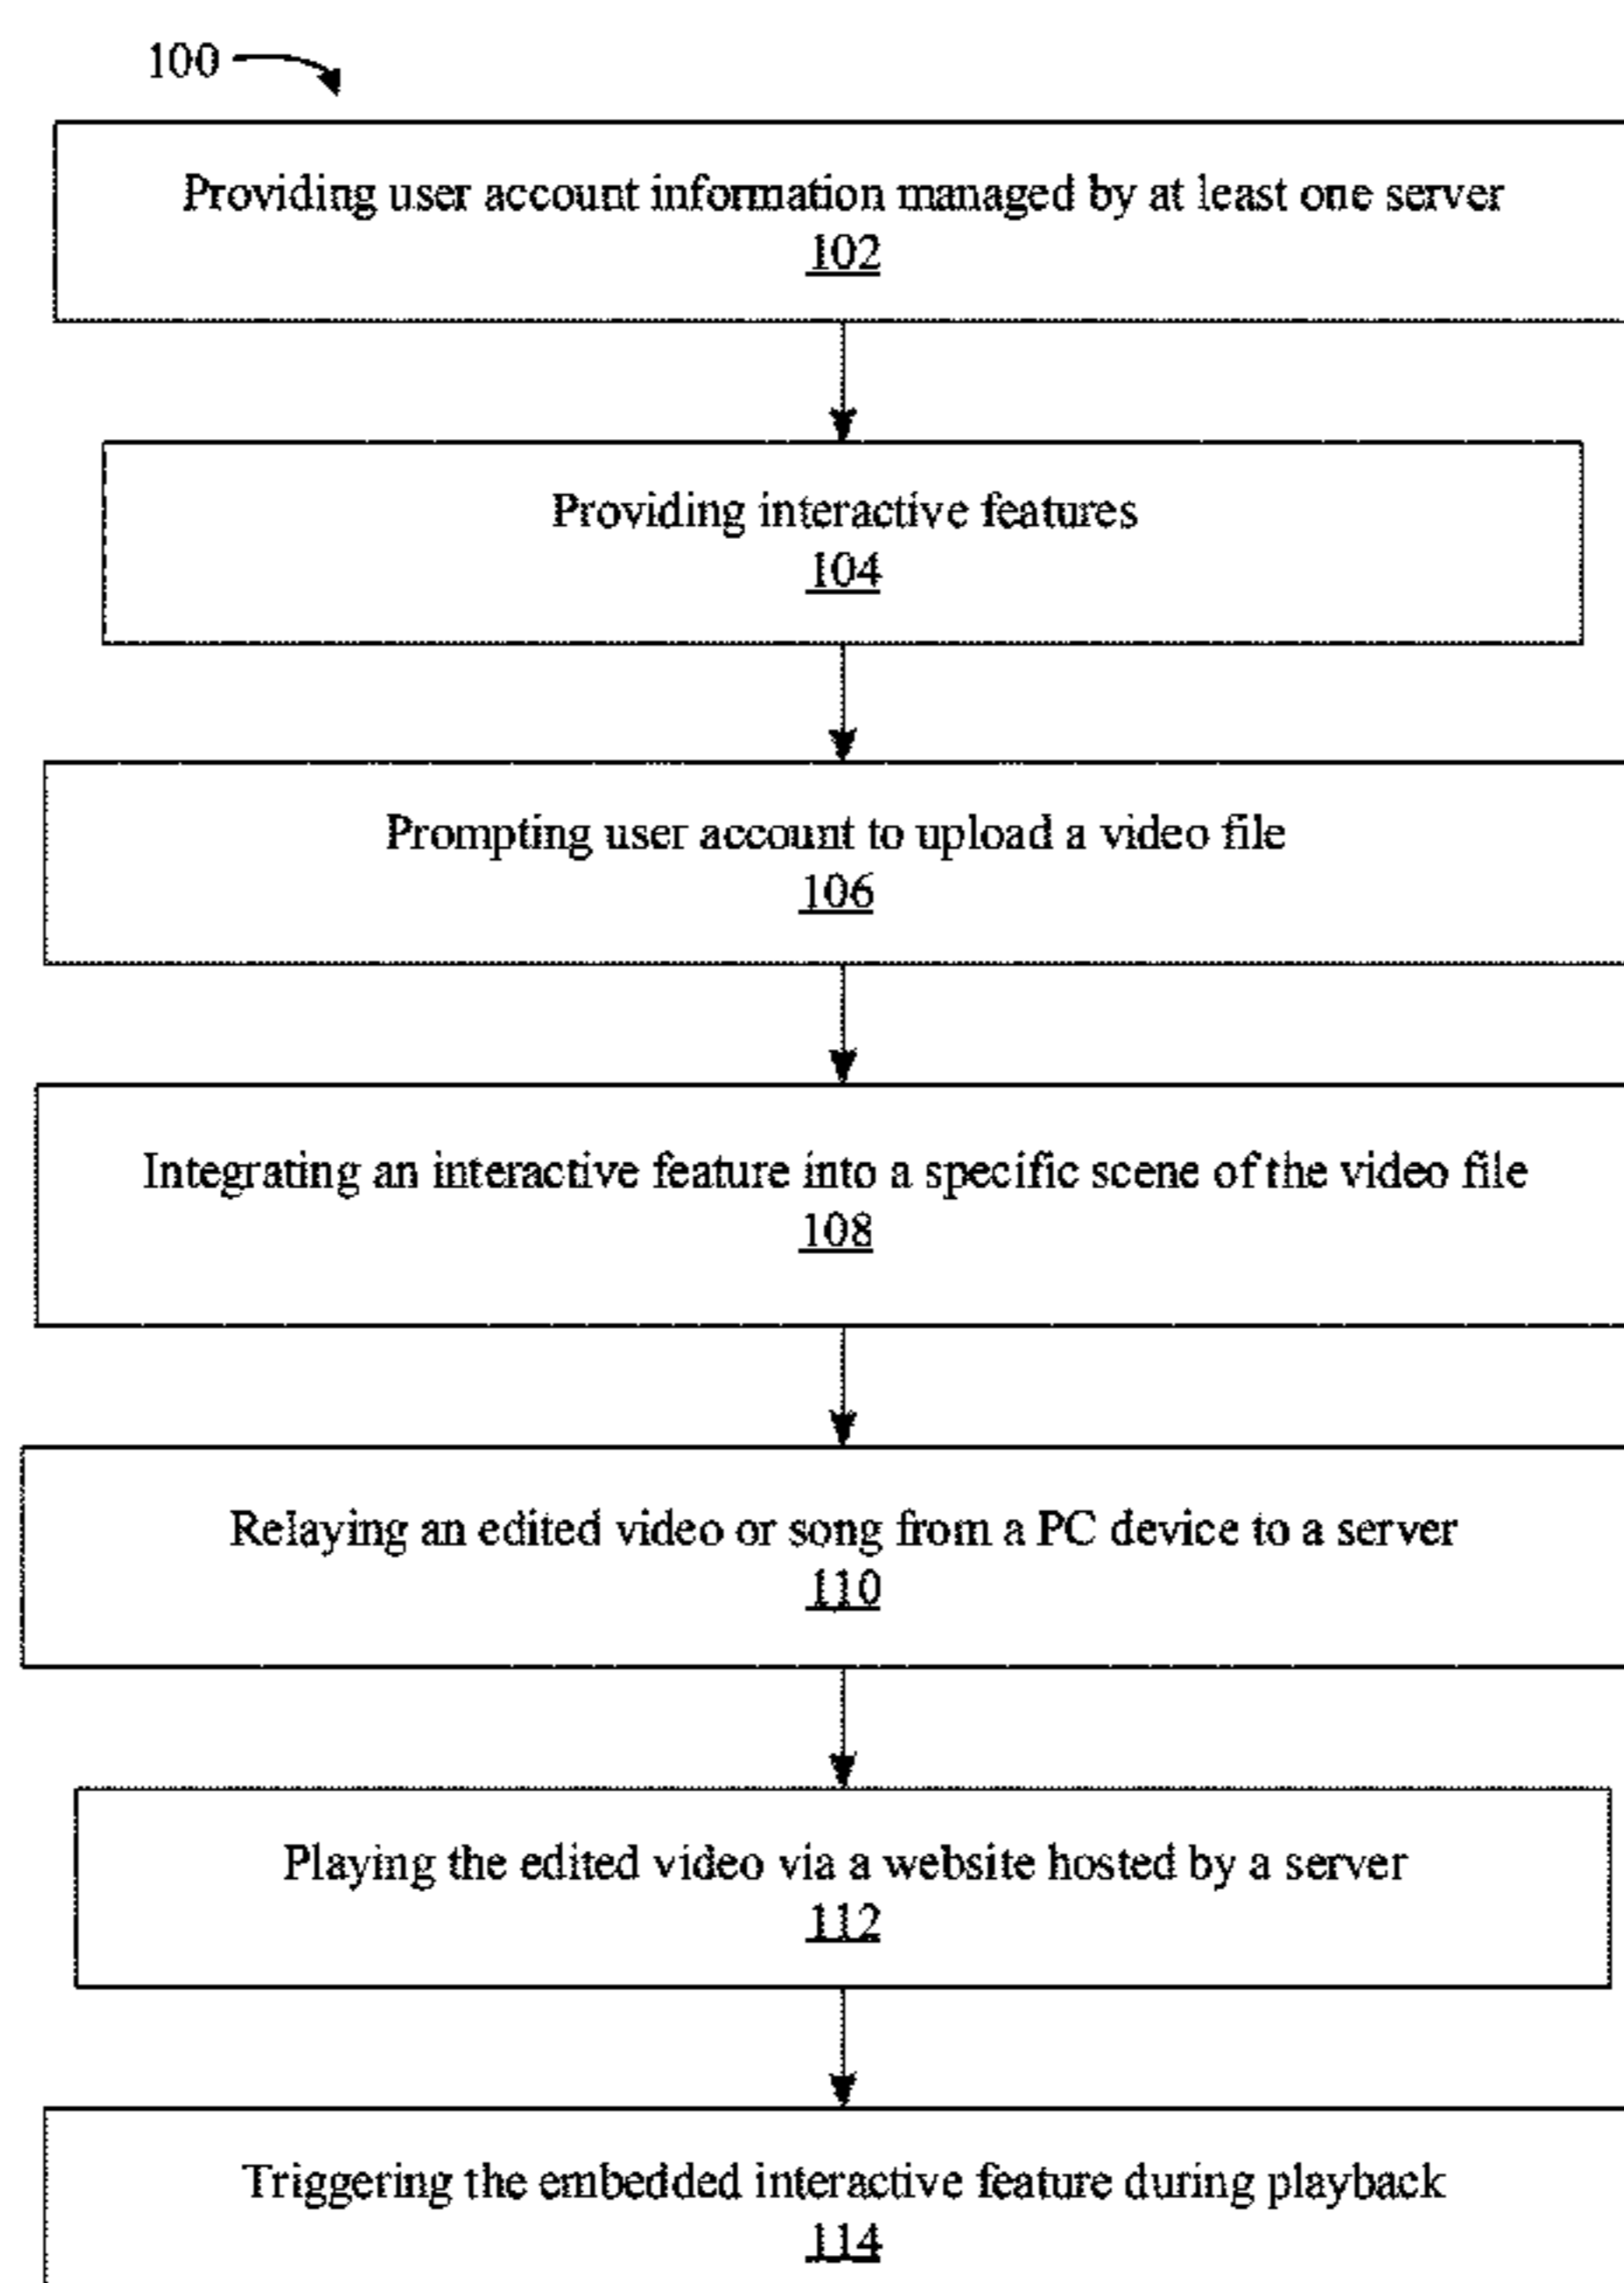 100
Providing user account information managed by at least one server
102
Providing interactive features
104
Prompting user account to upload a video file
106
Integrating an interactive feature into a specific scene of the video file
108
Relaying an edited video or song from a PC device to a server
110
Playing the edited video via a website hosted by a server
112
Triggering the embedded interactive feature during playback
114